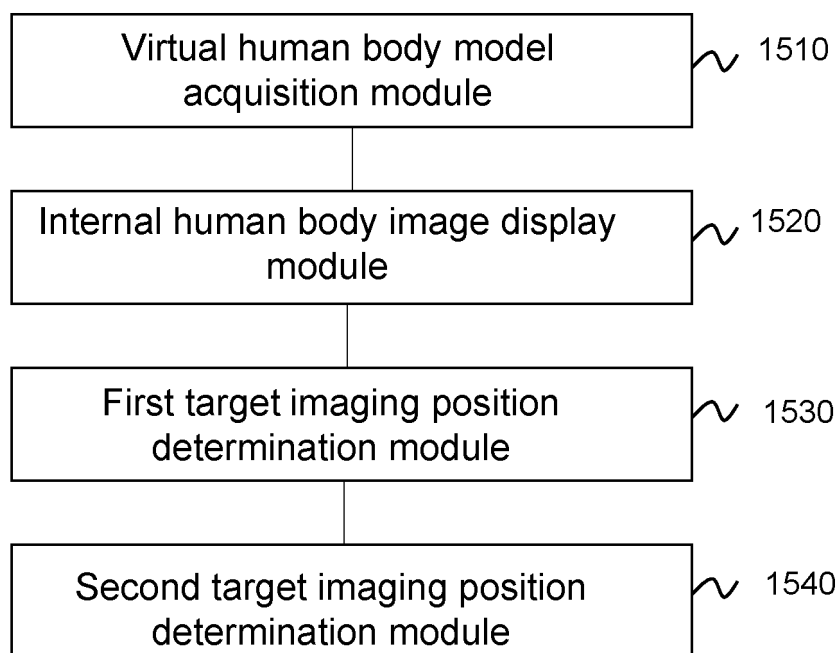 Virtual human body model
acquisition module
1510
Internal human body image display
module
1520
First target imaging position
determination module
1530
Second target imaging position
determination module
1540